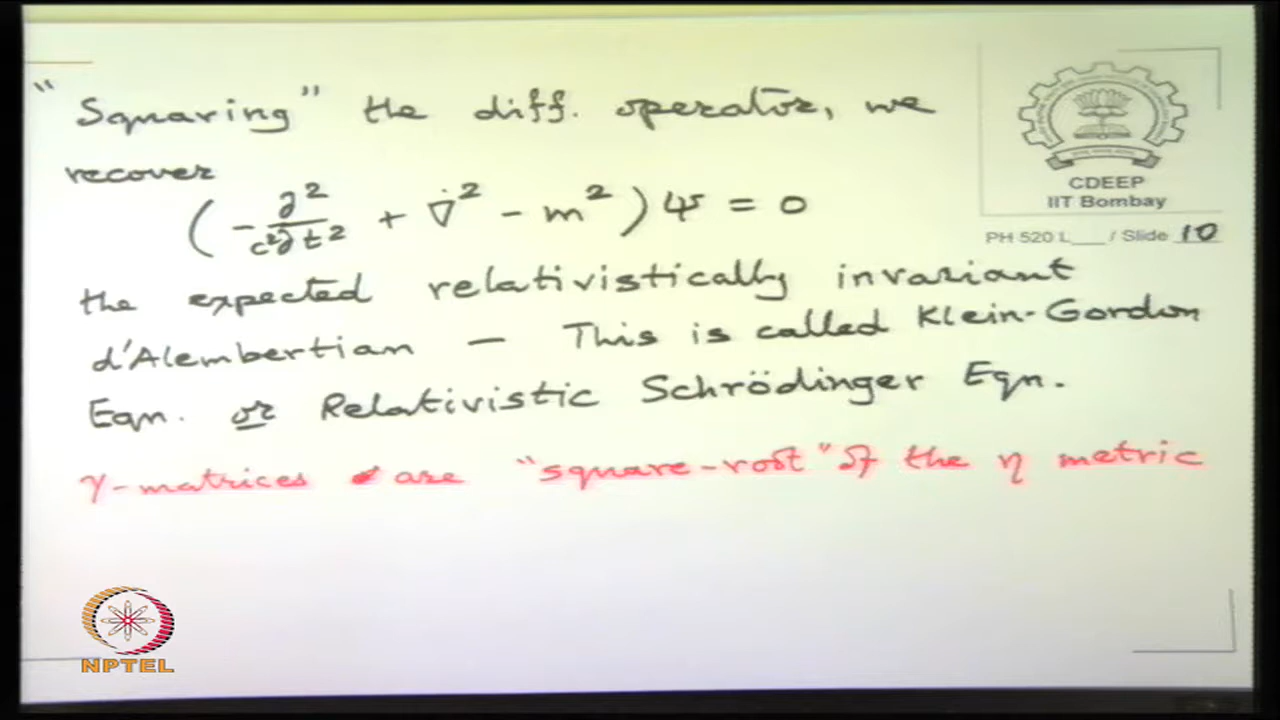 "Squaring" the diff. operator, we
recover
(-∂²/c²∂t² + ∇² - m²)Ψ = 0
the expected relativistically invariant
d'Alembertian — This is called Klein-Gordon
Eqn. or Relativistic Schrödinger Eqn.
γ-matrices are "square-root" of the η metric
CDEEP
IIT Bombay
PH 520 L___ / Slide 10
NPTEL